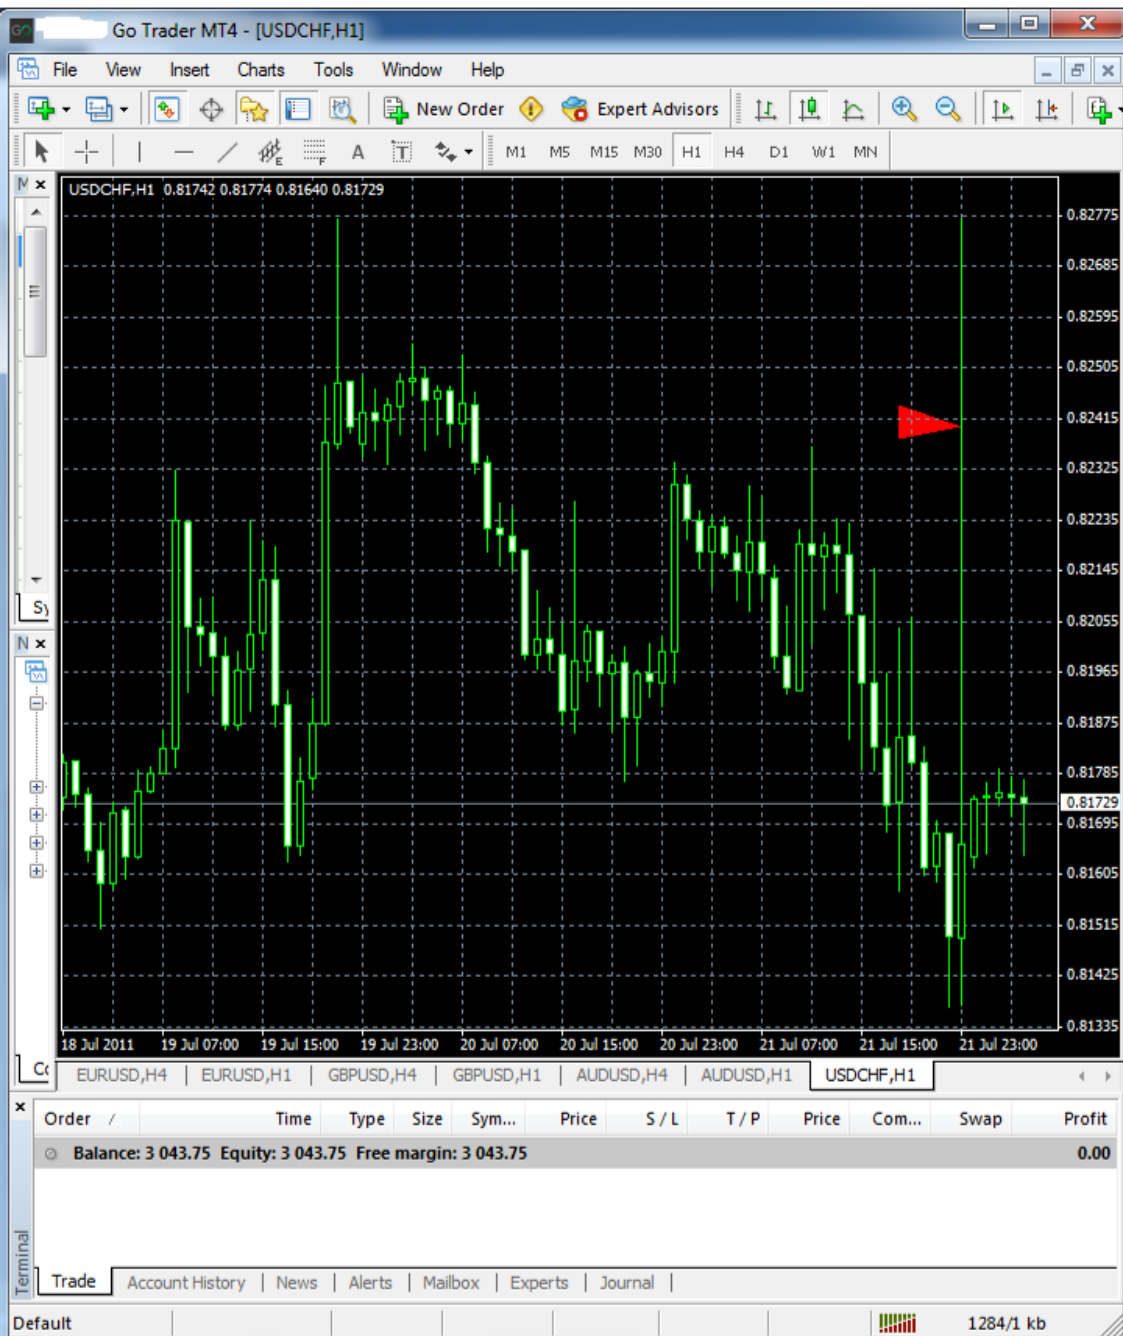 GO Go Trader MT4 - [USDCHF,H1]
File View Insert Charts Tools Window Help
New Order Expert Advisors
E F A T M1 M5 M15 M30 H1 H4 D1 W1 MN
M
USDCHF,H1 0.81742 0.81774 0.81640 0.81729
0.82775
0.82685
0.82595
0.82505
0.82415
0.82325
0.82235
0.82145
0.82055
0.81965
0.81875
0.81785
0.81729
0.81695
0.81605
0.81515
0.81425
0.81335
Sy
N
18 Jul 2011 19 Jul 07:00 19 Jul 15:00 19 Jul 23:00 20 Jul 07:00 20 Jul 15:00 20 Jul 23:00 21 Jul 07:00 21 Jul 15:00 21 Jul 23:00
Co
EURUSD,H4 EURUSD,H1 GBPUSD,H4 GBPUSD,H1 AUDUSD,H4 AUDUSD,H1 USDCHF,H1
Order / Time Type Size Sym... Price S / L T / P Price Com... Swap Profit
Balance: 3 043.75 Equity: 3 043.75 Free margin: 3 043.75 0.00
Terminal
Trade Account History News Alerts Mailbox Experts Journal
Default 1284/1 kb